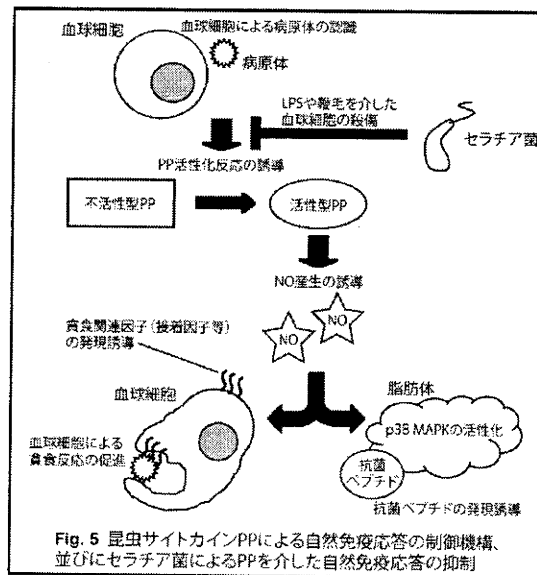 血球細胞
血球細胞による病原体の認識
病原体
LPSや鞭毛を介した
血球細胞の殺傷
セラチア菌
PP活性化反応の誘導
不活性型PP
活性型PP
NO産生の誘導
NO
NO
貪食関連因子(接着因子等)
の発現誘導
血球細胞
血球細胞による
貪食反応の促進
脂肪体
p38 MAPKの活性化
抗菌
ペプチド
抗菌ペプチドの発現誘導
Fig. 5 昆虫サイトカインPPによる自然免疫応答の制御機構、
並びにセラチア菌によるPPを介した自然免疫応答の抑制